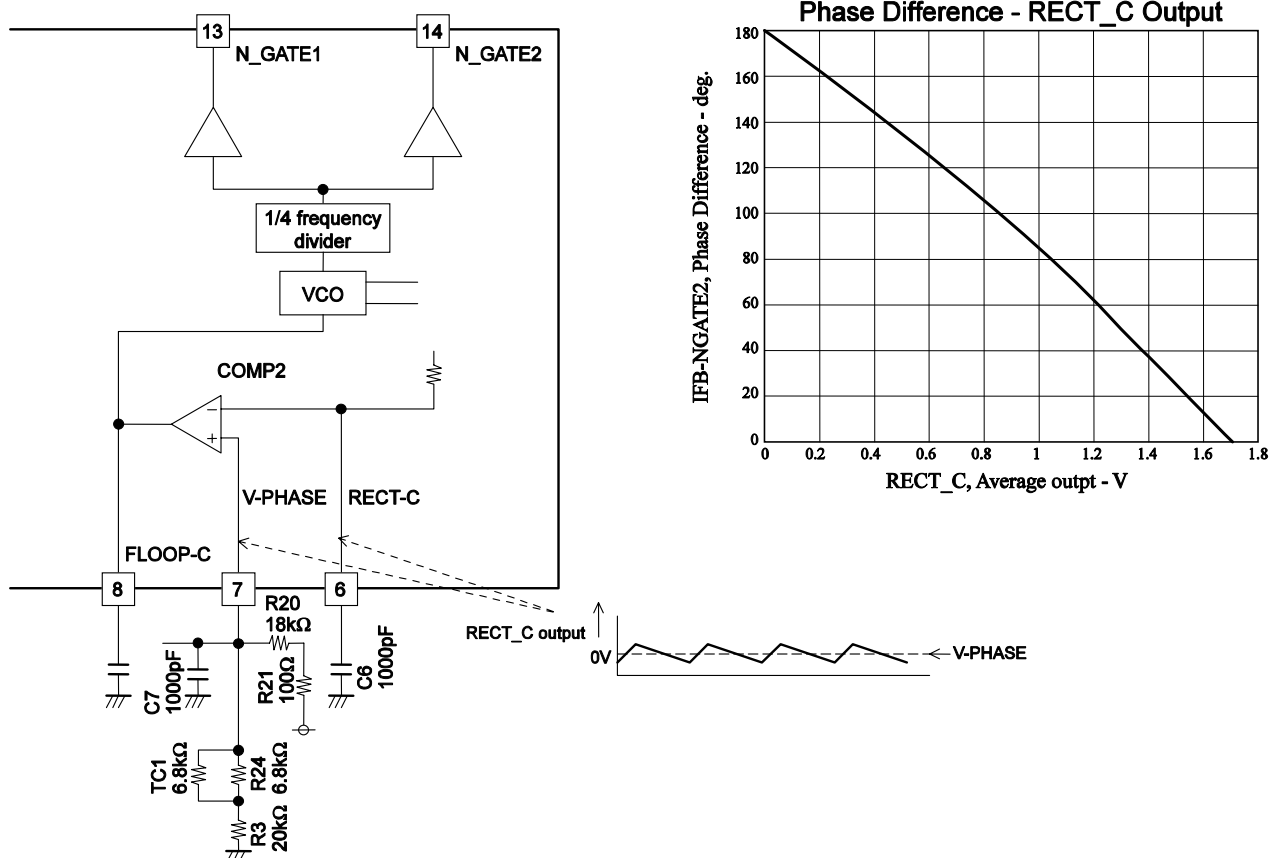 13
N_GATE1
14
N_GATE2
1/4 frequency
divider
VCO
COMP2
−
+
V-PHASE
RECT-C
FLOOP-C
8
7
6
C7
1000pF
R20
18kΩ
R21
100Ω
C6
1000pF
TC1
6.8kΩ
R24
6.8kΩ
R3
20kΩ
RECT_C output
0V
V-PHASE
Phase Difference - RECT_C Output
IFB-NGATE2, Phase Difference - deg.
180
160
140
120
100
80
60
40
20
0
0
0.2
0.4
0.6
0.8
1
1.2
1.4
1.6
1.8
RECT_C, Average outpt - V